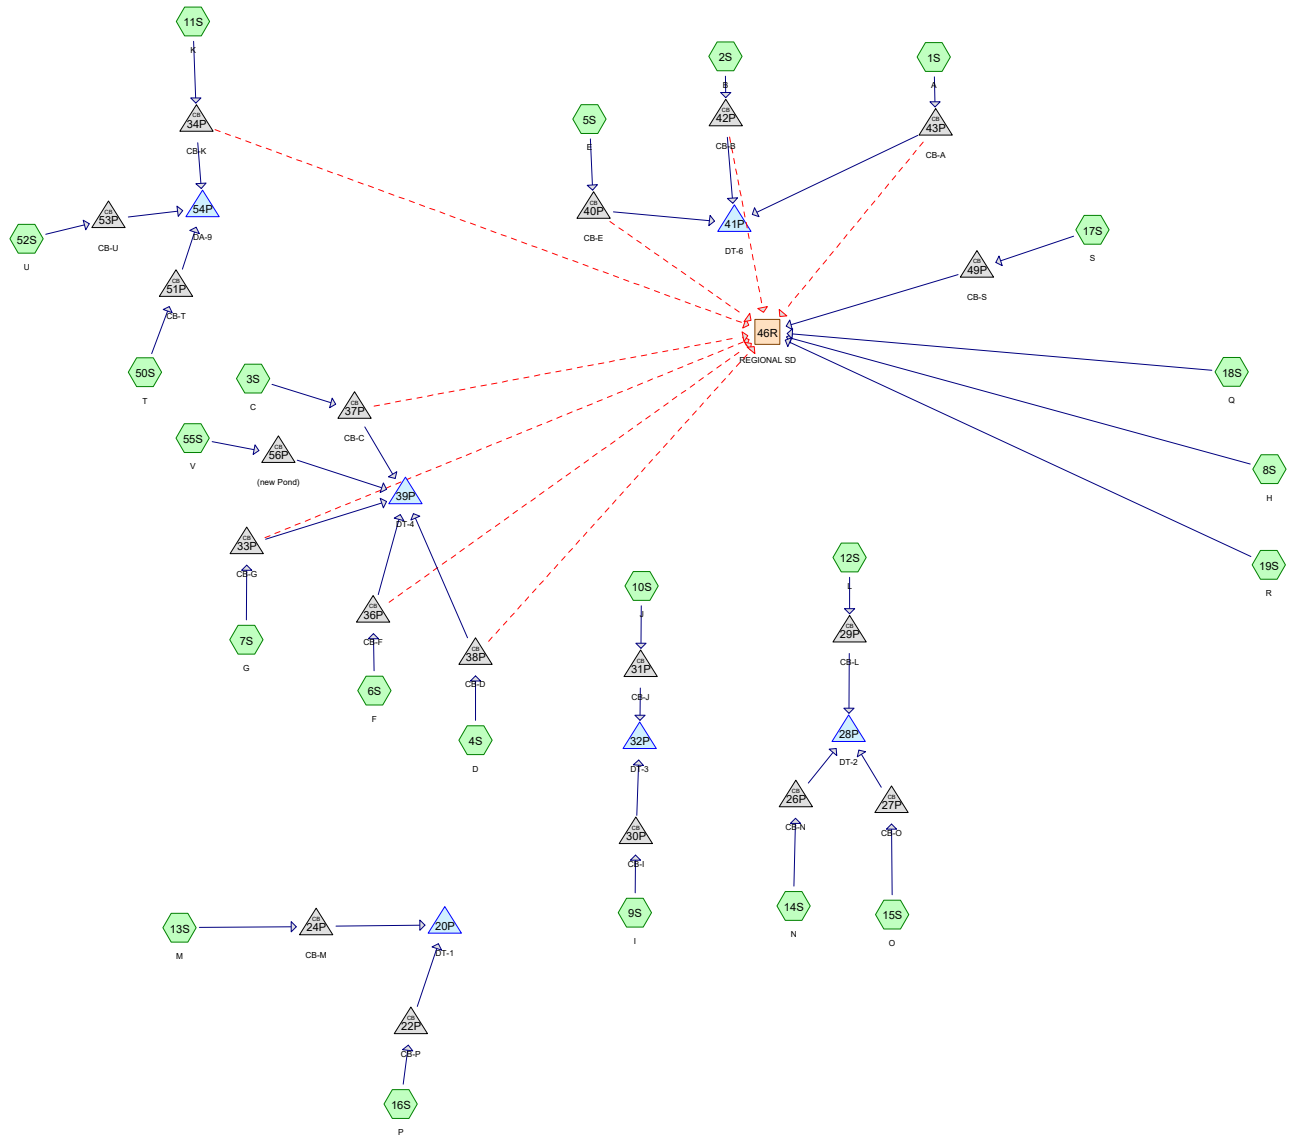 11S
K
2S
B
1S
A
5S
E
CB
34P
CB-K
CB
42P
CB-B
CB
43P
CB-A
CB
53P
CB-U
54P
DA-9
CB
40P
CB-E
41P
DT-6
52S
U
17S
S
CB
49P
CB-S
CB
51P
CB-T
46R
REGIONAL SD
50S
T
3S
C
CB
37P
CB-C
18S
Q
55S
V
CB
56P
(new Pond)
8S
H
39P
DT-4
CB
33P
CB-G
12S
L
19S
R
10S
J
CB
36P
CB-F
7S
G
CB
29P
CB-L
CB
38P
CB-D
CB
31P
CB-J
6S
F
4S
D
32P
DT-3
28P
DT-2
CB
26P
CB-N
CB
27P
CB-O
CB
30P
CB-I
9S
I
14S
N
15S
O
13S
M
CB
24P
CB-M
20P
DT-1
CB
22P
CB-P
16S
P